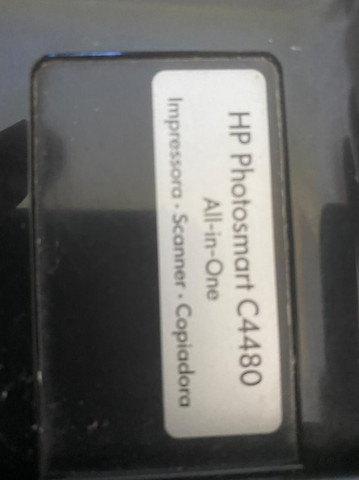 HP Photosmart C4480
All-in-One
Impressora • Scanner • Copiadora